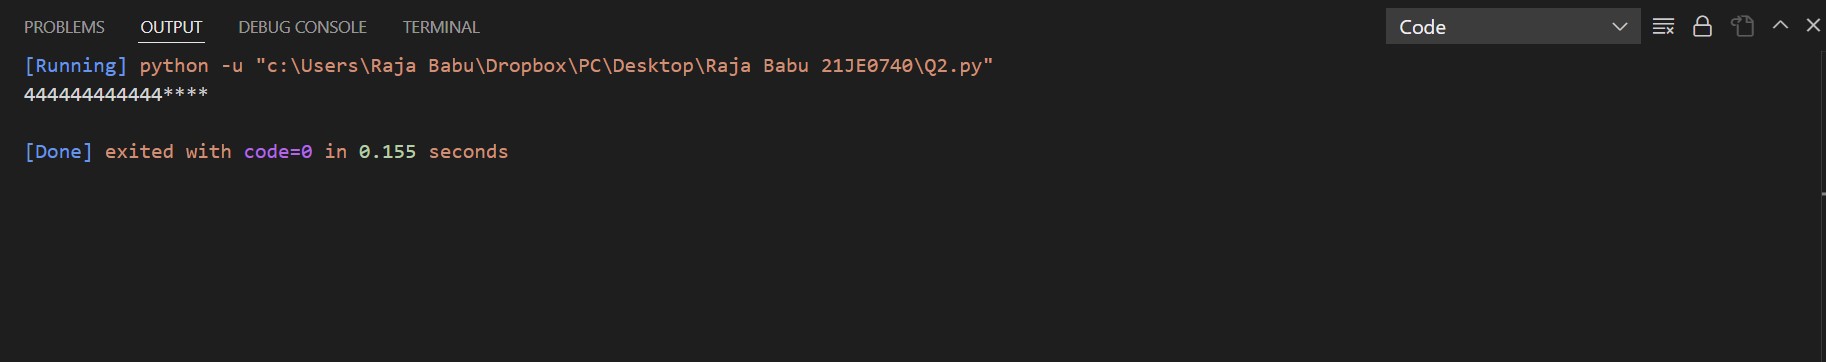 PROBLEMS OUTPUT DEBUG CONSOLE TERMINAL Code
[Running] python -u "c:\Users\Raja Babu\Dropbox\PC\Desktop\Raja Babu 21JE0740\Q2.py"
444444444444****
[Done] exited with code=0 in 0.155 seconds